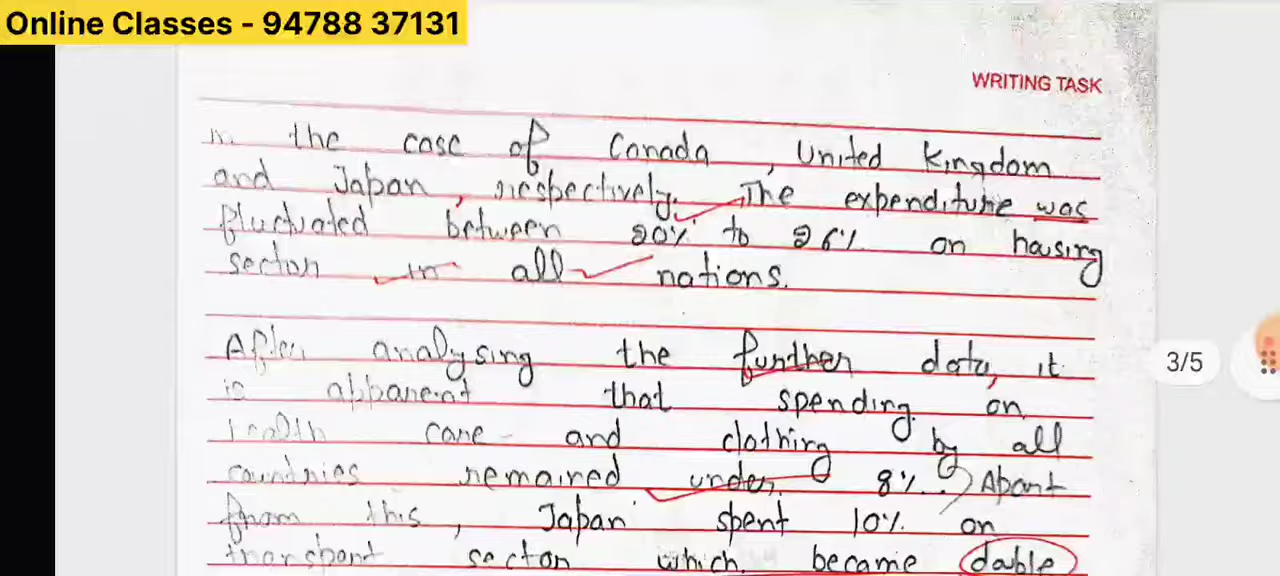 Online Classes - 94788 37131
WRITING TASK
in the case of Canada, United Kingdom
and Japan, respectively. The expenditure was
fluctuated between 20% to 26% on housing
sector in all nations.
After analysing the further data, it
is apparent that spending on
health care and clothing by all
countries remained under 8%. Apart
from this, Japan spent 10% on
transport sector which became double
3/5